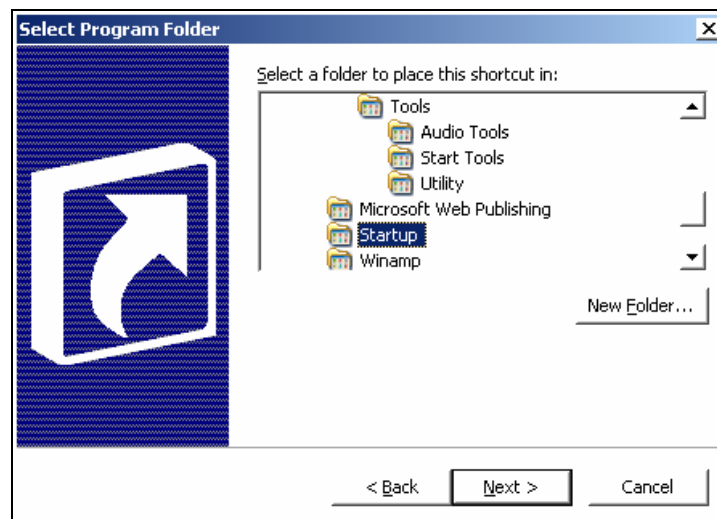 Select Program Folder
Select a folder to place this shortcut in:
Tools
Audio Tools
Start Tools
Utility
Microsoft Web Publishing
Startup
Winamp
New Folder...
< Back
Next >
Cancel